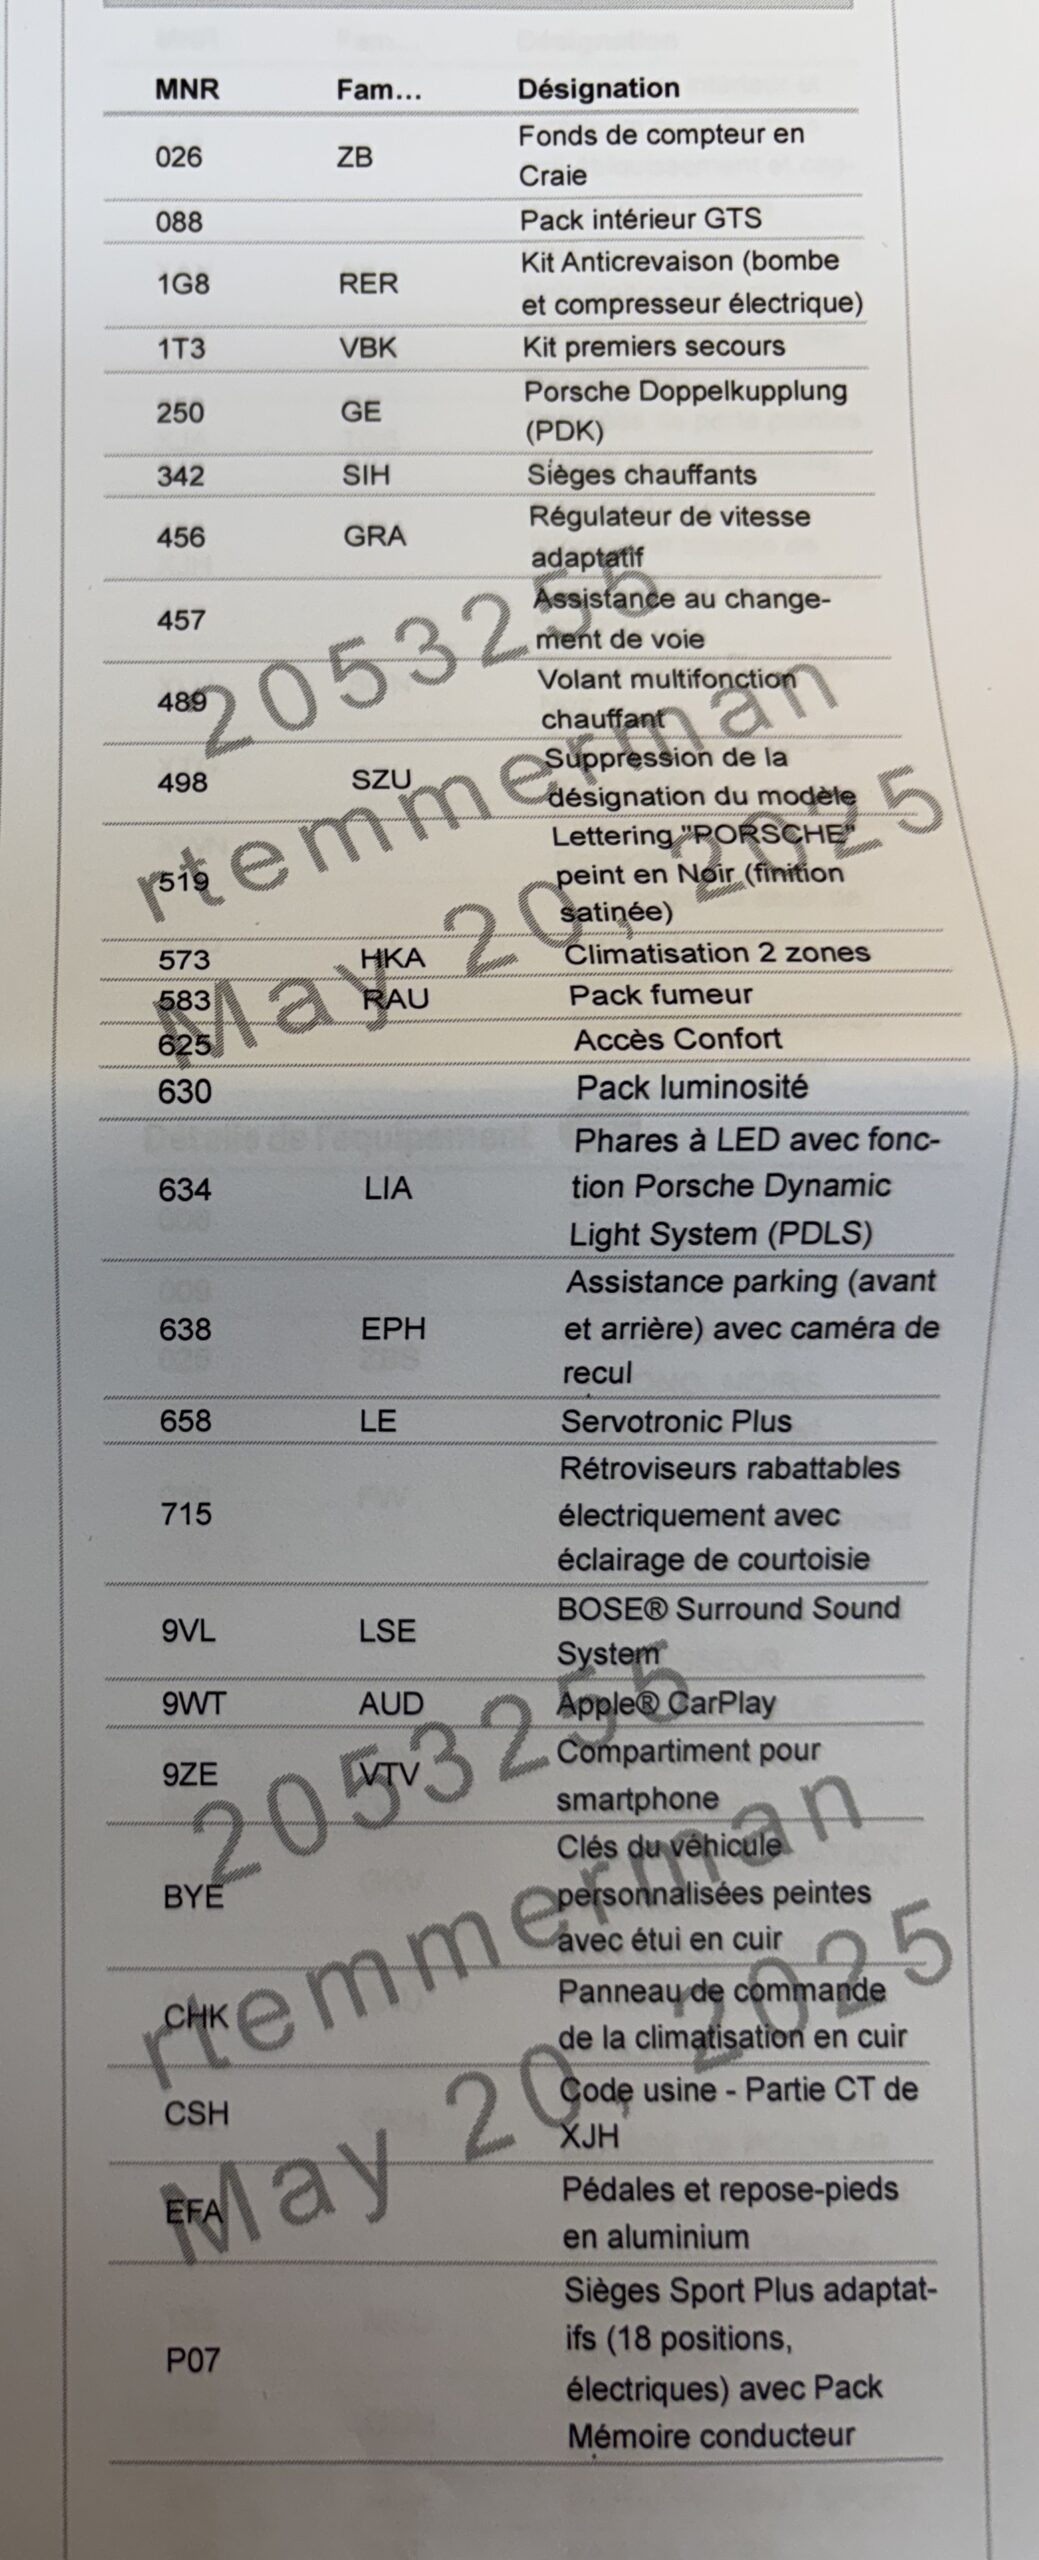 MNR Fam... Désignation
026 ZB Fonds de compteur en
Craie
088 Pack intérieur GTS
1G8 RER Kit Anticrevaison (bombe
et compresseur électrique)
1T3 VBK Kit premiers secours
250 GE Porsche Doppelkupplung
(PDK)
342 SIH Sièges chauffants
456 GRA Régulateur de vitesse
adaptatif
457 Assistance au change-
ment de voie
489 Volant multifonction
chauffant
498 SZU Suppression de la
désignation du modèle
519 Lettering "PORSCHE"
peint en Noir (finition
satinée)
573 HKA Climatisation 2 zones
583 RAU Pack fumeur
625 Accès Confort
630 Pack luminosité
634 LIA Phares à LED avec fonc-
tion Porsche Dynamic
Light System (PDLS)
638 EPH Assistance parking (avant
et arrière) avec caméra de
recul
658 LE Servotronic Plus
715 Rétroviseurs rabattables
électriquement avec
éclairage de courtoisie
9VL LSE BOSE® Surround Sound
System
9WT AUD Apple® CarPlay
9ZE VTV Compartiment pour
smartphone
BYE Clés du véhicule
personnalisées peintes
avec étui en cuir
CHK Panneau de commande
de la climatisation en cuir
CSH Code usine - Partie CT de
XJH
EFA Pédales et repose-pieds
en aluminium
P07 Sièges Sport Plus adaptat-
ifs (18 positions,
électriques) avec Pack
Mémoire conducteur
2053255
rtemmerman
May 20, 2025
2053255
rtemmerman
May 20, 2025